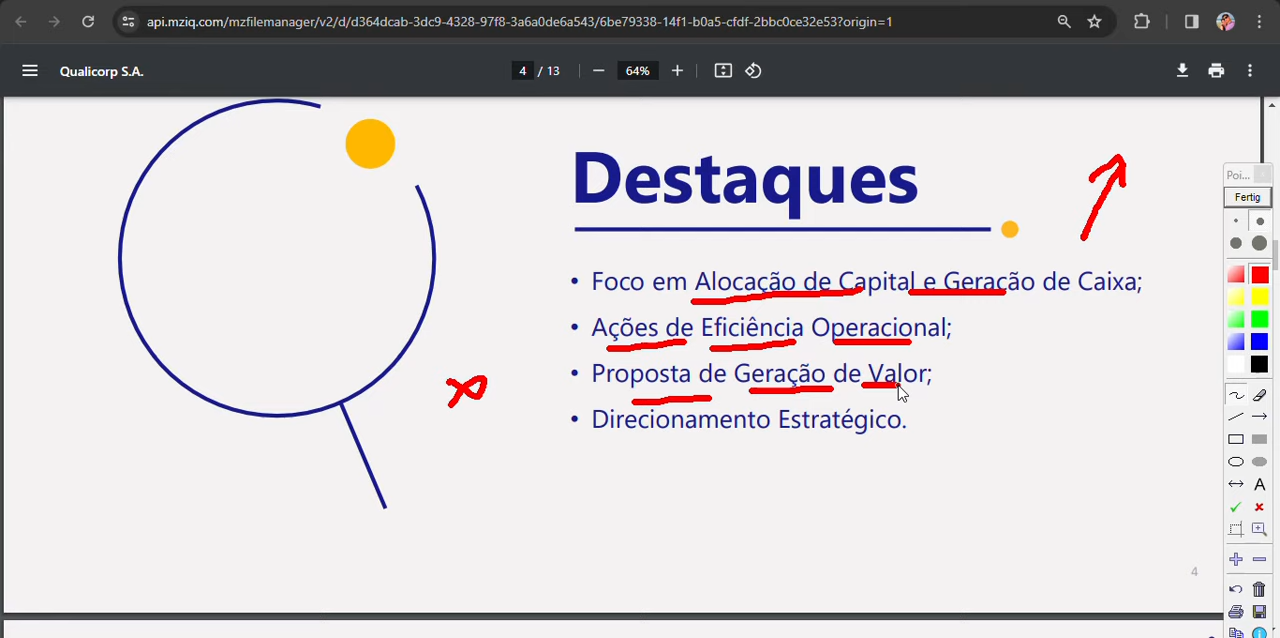 api.mziq.com/mzfilemanager/v2/d/d364dcab-3dc9-4328-97f8-3a6a0de6a543/6be79338-14f1-b0a5-cfdf-2bbc0ce32e53?origin=1
Qualicorp S.A.
4 / 13
64%
Destaques
• Foco em Alocação de Capital e Geração de Caixa;
• Ações de Eficiência Operacional;
• Proposta de Geração de Valor;
• Direcionamento Estratégico.
4
Poi...
Fertig
A